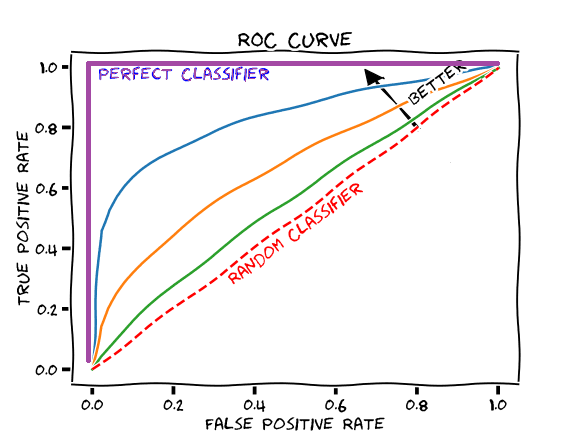 ROC CURVE
PERFECT CLASSIFIER
BETTER
RANDOM CLASSIFIER
TRUE POSITIVE RATE
1.0
0.8
0.6
0.4
0.2
0.0
0.0 0.2 0.4 0.6 0.8 1.0
FALSE POSITIVE RATE